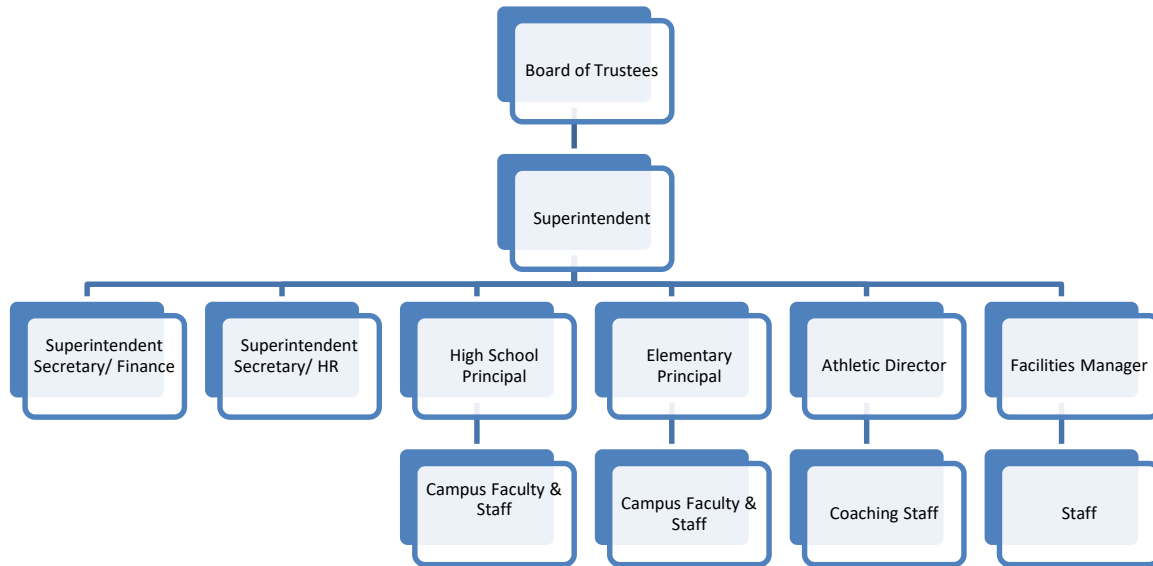 Board of Trustees
Superintendent
Superintendent
Secretary/ Finance
Superintendent
Secretary/ HR
High School
Principal
Elementary
Principal
Athletic Director
Facilities Manager
Campus Faculty &
Staff
Campus Faculty &
Staff
Coaching Staff
Staff